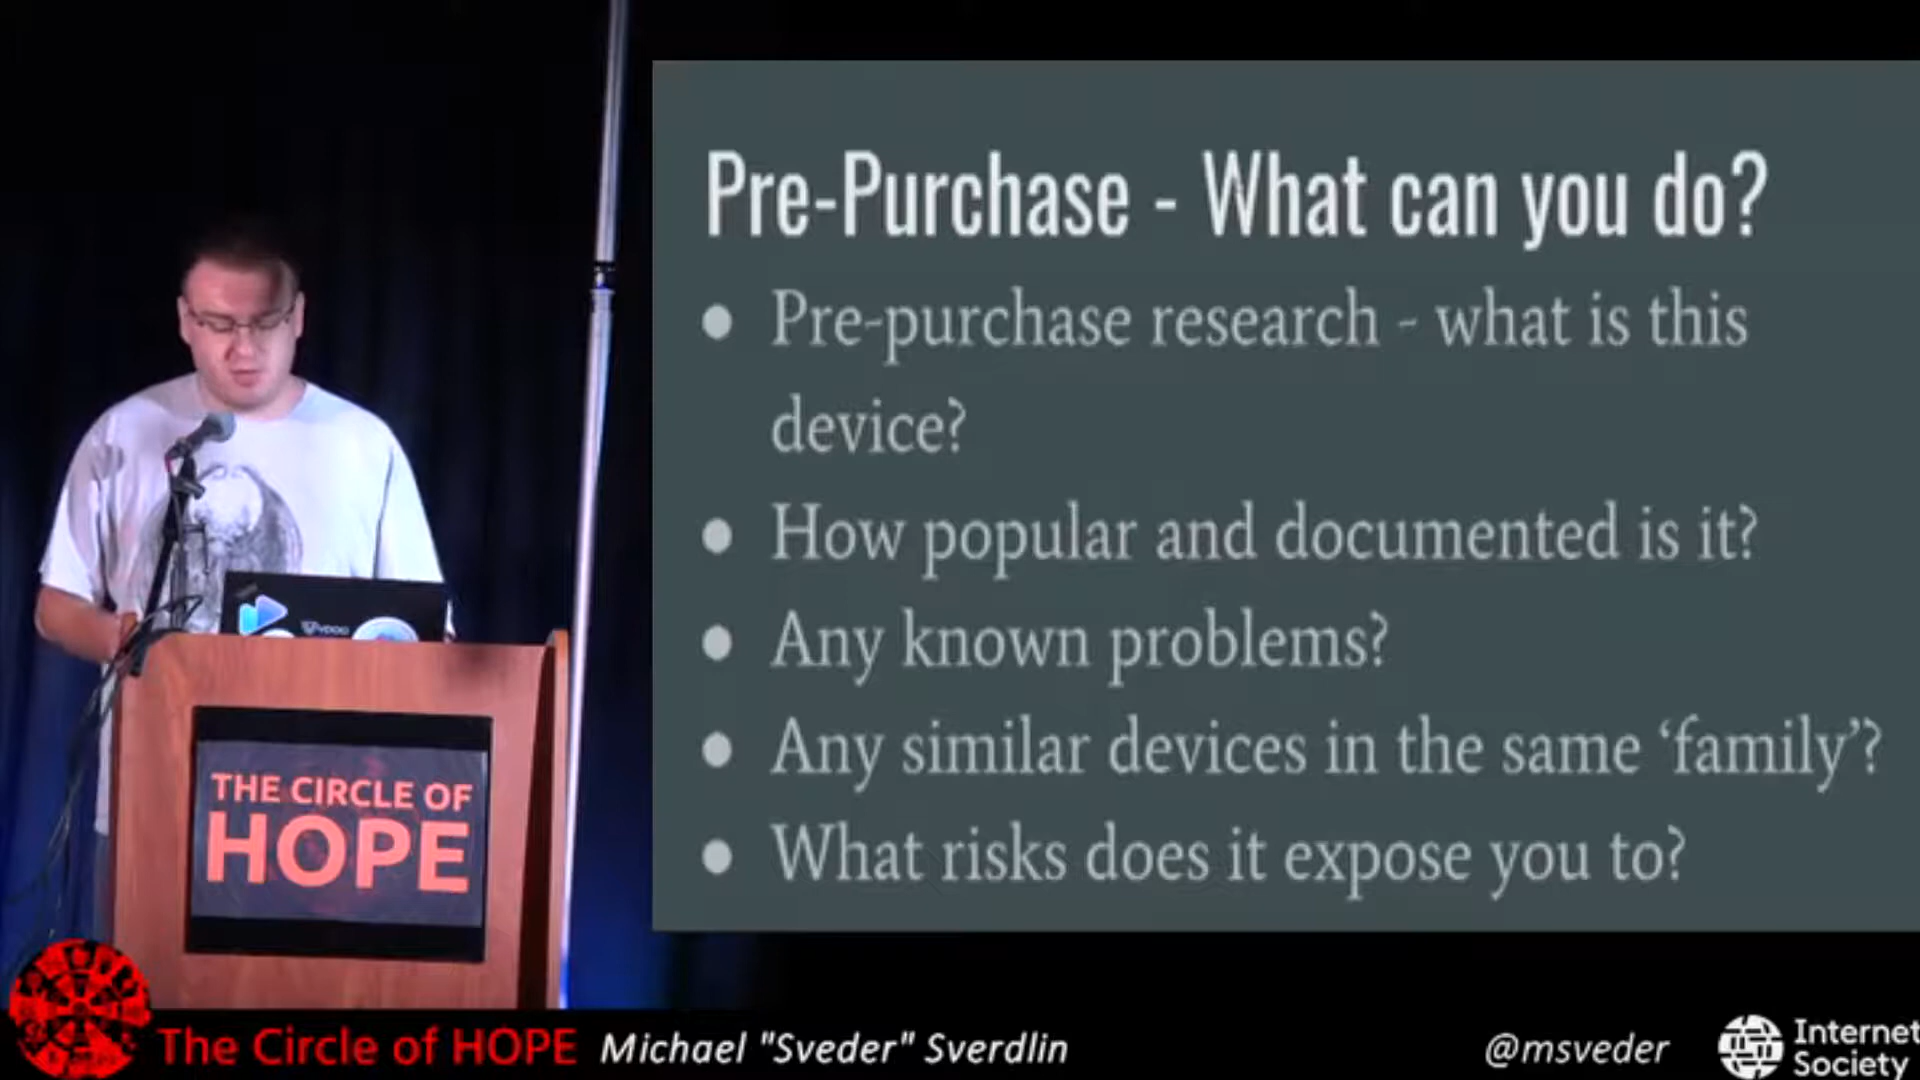 Pre-Purchase - What can you do?
● Pre-purchase research - what is this
device?
● How popular and documented is it?
● Any known problems?
● Any similar devices in the same ‘family’?
● What risks does it expose you to?
VDOO
THE CIRCLE OF
HOPE
The Circle of HOPE Michael "Sveder" Sverdlin @msveder Internet
Society